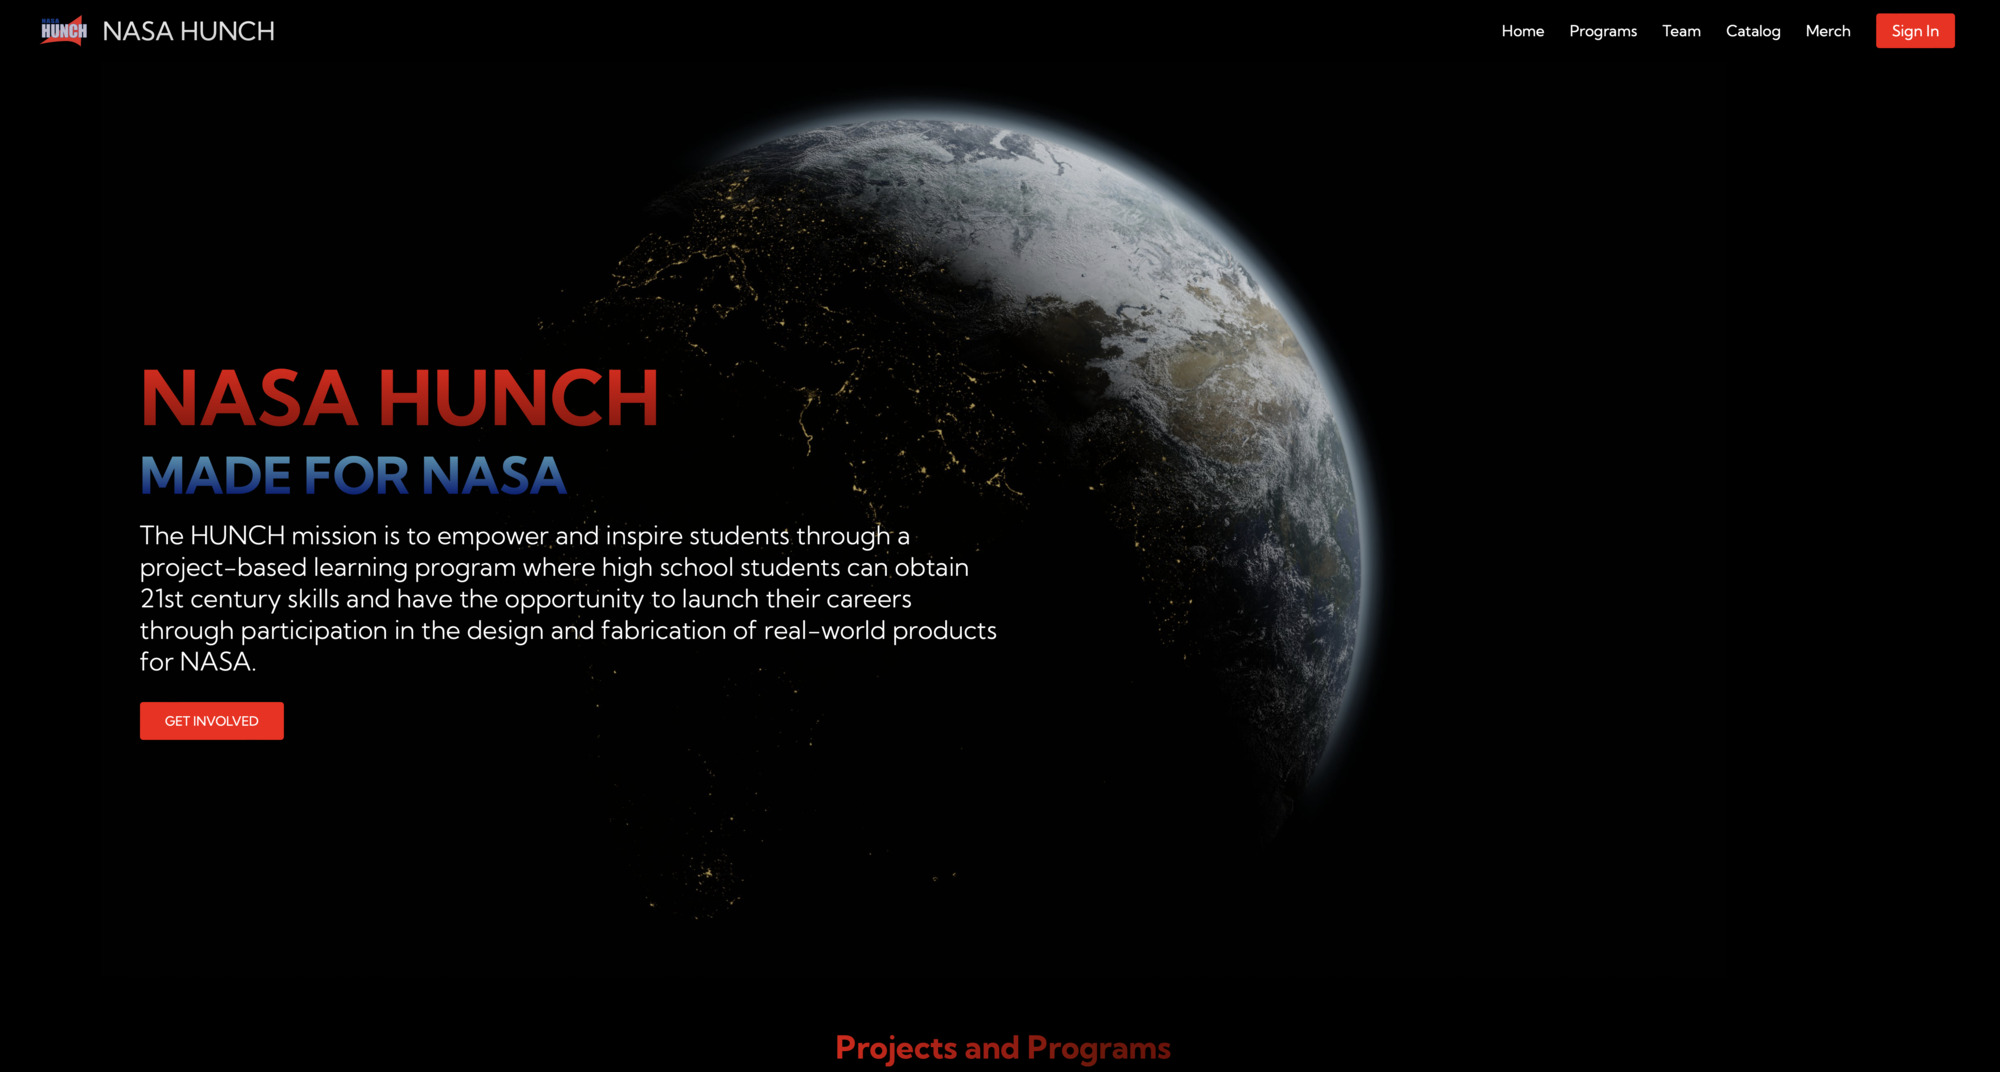 NASA
HUNCH
NASA HUNCH
Home Programs Team Catalog Merch Sign In
NASA HUNCH
MADE FOR NASA
The HUNCH mission is to empower and inspire students through a
project-based learning program where high school students can obtain
21st century skills and have the opportunity to launch their careers
through participation in the design and fabrication of real-world products
for NASA.
GET INVOLVED
Projects and Programs